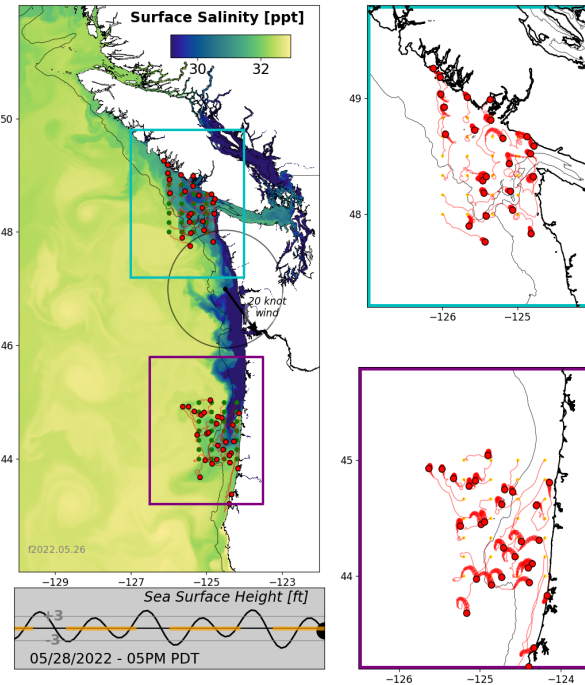 Surface Salinity [ppt]
30 32
50
48
46
44
20 knot
wind
f2022.05.26
−129 −127 −125 −123
Sea Surface Height [ft]
+3
-3
05/28/2022 - 05PM PDT
49
48
−126 −125
45
44
−126 −125 −124